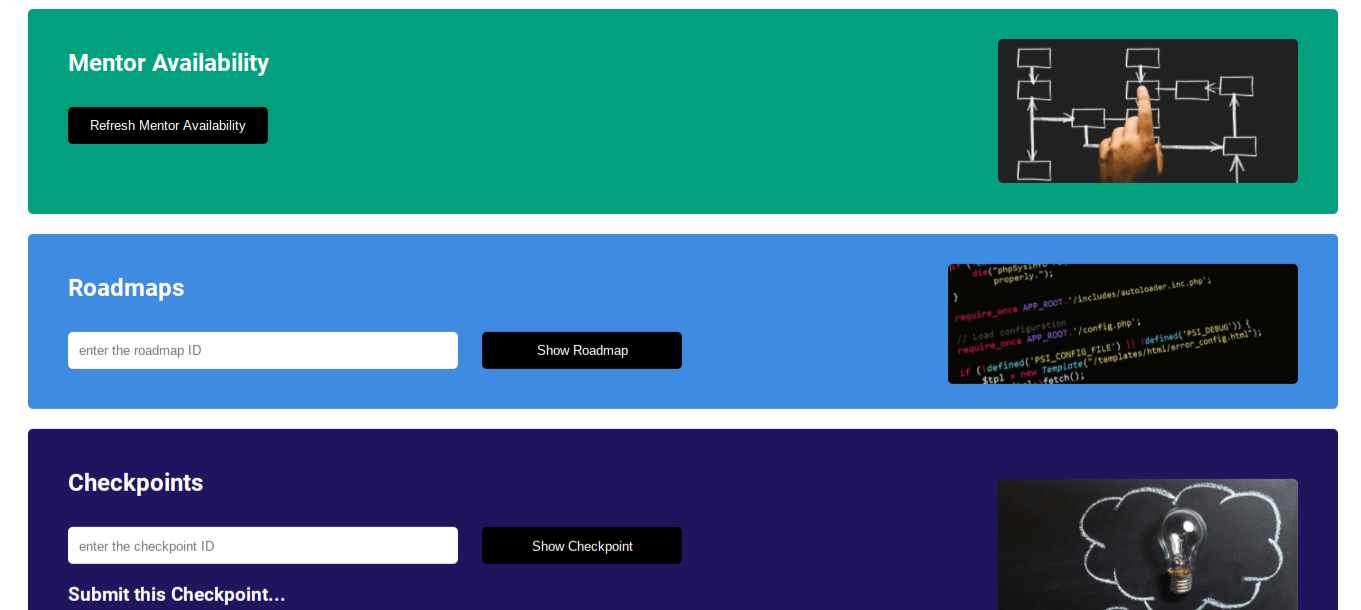 Mentor Availability
Refresh Mentor Availability
Roadmaps
enter the roadmap ID
Show Roadmap
die("phpSysInfo
properly.");
}
require_once APP_ROOT.'/includes/autoloader.inc.php';
// Load configuration
require_once APP_ROOT.'/config.php';
if (!defined('PSI_CONFIG_FILE') || !defined('PSI_DEBUG')) {
$tpl = new Template("/templates/html/error_config.html");
fetch();
Checkpoints
enter the checkpoint ID
Show Checkpoint
Submit this Checkpoint...